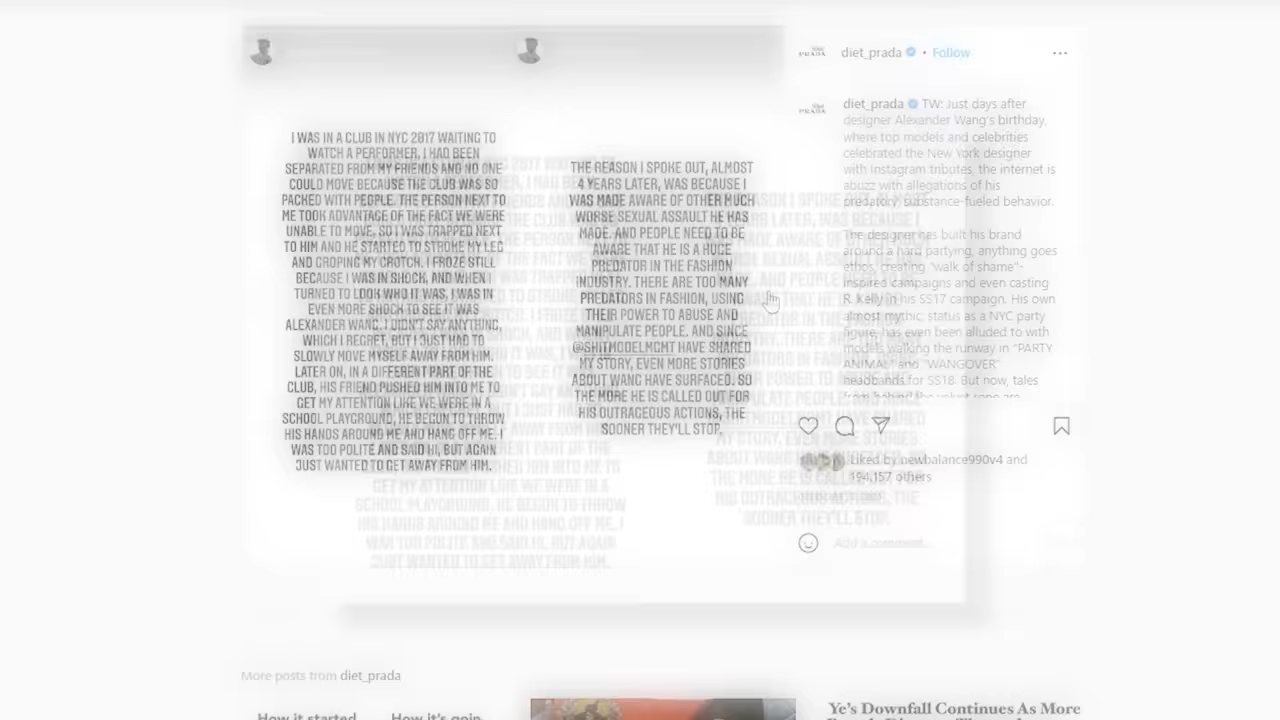 I WAS IN A CLUB IN NYC 2017 WAITING TO
WATCH A PERFORMER, I HAD BEEN
SEPARATED FROM MY FRIENDS AND NO ONE
COULD MOVE BECAUSE THE CLUB WAS SO
PACKED WITH PEOPLE. THE PERSON NEXT TO
ME TOOK ADVANTAGE OF THE FACT WE WERE
UNABLE TO MOVE, SO I WAS TRAPPED NEXT
TO HIM AND HE STARTED TO STROKE MY LEG
AND GROPING MY CROTCH. I FROZE STILL
BECAUSE I WAS IN SHOCK, AND WHEN I
TURNED TO LOOK WHO IT WAS, I WAS IN
EVEN MORE SHOCK TO SEE IT WAS
ALEXANDER WANG. I DIDN'T SAY ANYTHING,
WHICH I REGRET, BUT I JUST HAD TO
SLOWLY MOVE MYSELF AWAY FROM HIM.
LATER ON, IN A DIFFERENT PART OF THE
CLUB, HIS FRIEND PUSHED HIM INTO ME TO
GET MY ATTENTION LIKE WE WERE IN A
SCHOOL PLAYGROUND, HE BEGUN TO THROW
HIS HANDS AROUND ME AND HANG OFF ME. I
WAS TOO POLITE AND SAID HI, BUT AGAIN
JUST WANTED TO GET AWAY FROM HIM.
THE REASON I SPOKE OUT, ALMOST
4 YEARS LATER, WAS BECAUSE I
WAS MADE AWARE OF OTHER MUCH
WORSE SEXUAL ASSAULT HE HAS
MADE. AND PEOPLE NEED TO BE
AWARE THAT HE IS A HUGE
PREDATOR IN THE FASHION
INDUSTRY. THERE ARE TOO MANY
PREDATORS IN FASHION, USING
THEIR POWER TO ABUSE AND
MANIPULATE PEOPLE. AND SINCE
@SHITMODELMGMT HAVE SHARED
MY STORY, EVEN MORE STORIES
ABOUT WANG HAVE SURFACED. SO
THE MORE HE IS CALLED OUT FOR
HIS OUTRAGEOUS ACTIONS, THE
SOONER THEY'LL STOP.
diet_prada • Follow
diet_prada TW: Just days after
designer Alexander Wang's birthday,
where top models and celebrities
celebrated the New York designer
with instagram tributes, the internet is
abuzz with allegations of his
predatory, substance-fueled behavior.
The designer has built his brand
around a hard partying, anything goes
ethos, creating "walk of shame"-
inspired campaigns and even casting
R. Kelly in his SS17 campaign. His own
almost mythic status as a NYC party
figure, has even been alluded to with
models walking the runway in "PARTY
ANIMAL" and "WANGOVER"
headbands for SS18. But now, tales
from behind the velvet rope are
Liked by newbalance990v4 and
194,157 others
Add a comment...
More posts from diet_prada
How it started
How it's goin
Ye's Downfall Continues As More